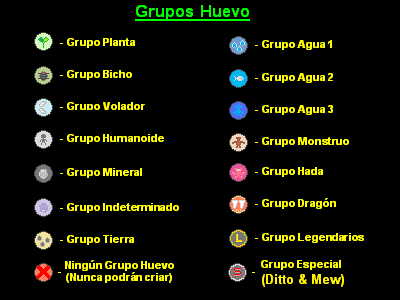 Grupos Huevo
- Grupo Planta
- Grupo Bicho
- Grupo Volador
- Grupo Humanoide
- Grupo Mineral
- Grupo Indeterminado
- Grupo Tierra
- Ningún Grupo Huevo
(Nunca podrán criar)
- Grupo Agua 1
- Grupo Agua 2
- Grupo Agua 3
- Grupo Monstruo
- Grupo Hada
- Grupo Dragón
L - Grupo Legendarios
S - Grupo Especial
(Ditto & Mew)